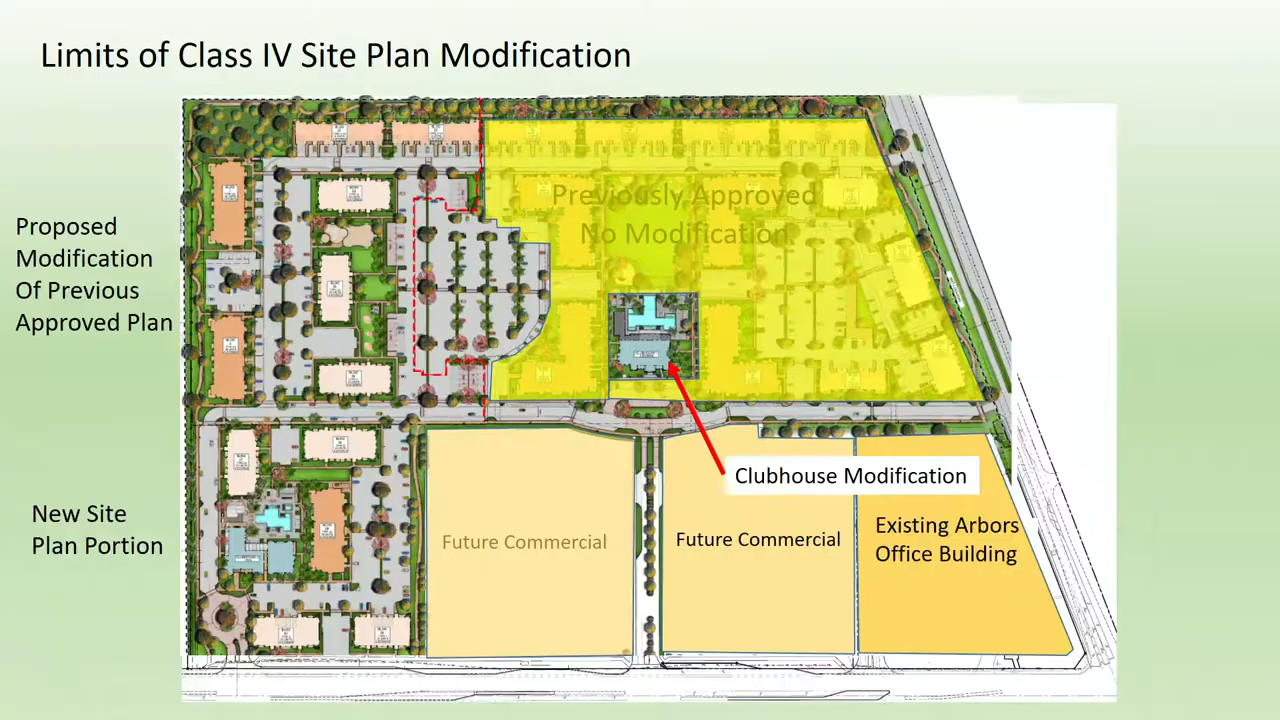 Limits of Class IV Site Plan Modification
Previously Approved
No Modification
Proposed
Modification
Of Previous
Approved Plan
Clubhouse Modification
New Site
Plan Portion
Future Commercial
Future Commercial
Existing Arbors
Office Building